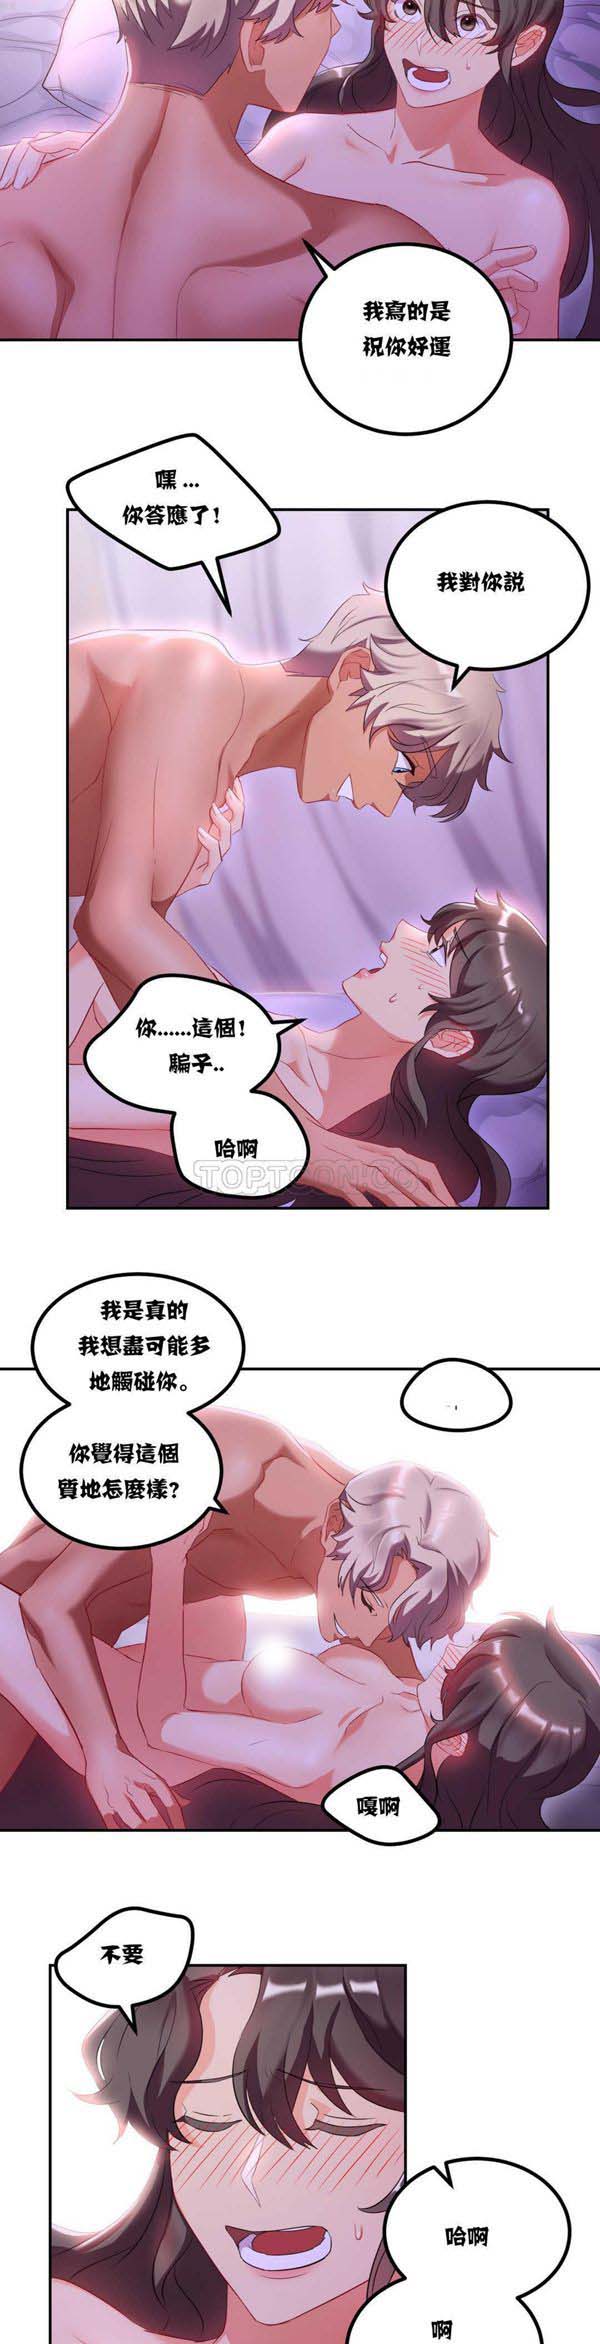 我寫的是
祝你好運
嘿...
你答應了!
我對你說
你......這個!
騙子..
哈啊
TOPTOON.CC
我是真的
我想盡可能多
地觸碰你。
你覺得這個
質地怎麼樣?
嘎啊
不要
哈啊
啊